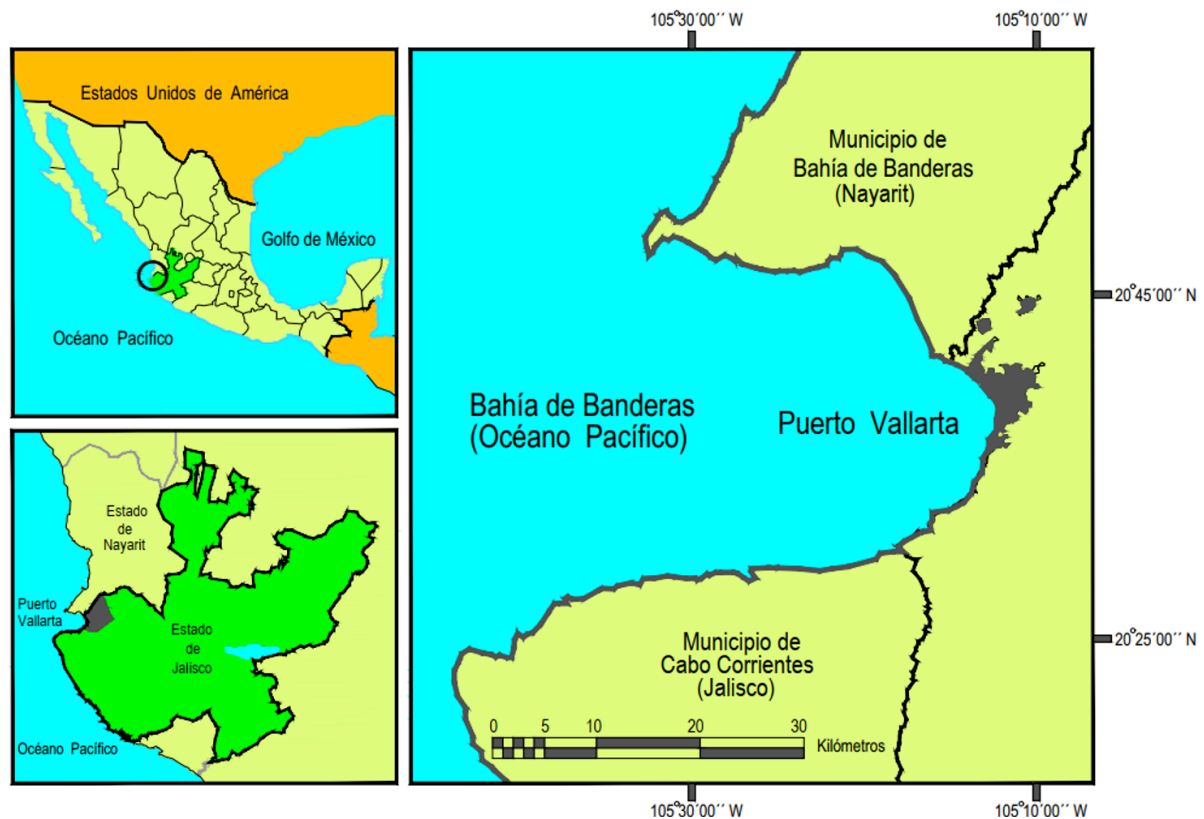 Estados Unidos de América
Golfo de México
Océano Pacífico
Estado
de
Nayarit
Puerto
Vallarta
Estado
de
Jalisco
Océano Pacífico
105°30´00´´ W
105°10´00´´ W
Municipio de
Bahía de Banderas
(Nayarit)
20°45´00´´ N
Bahía de Banderas
(Océano Pacífico)
Puerto Vallarta
20°25´00´´ N
Municipio de
Cabo Corrientes
(Jalisco)
0 5 10 20 30
Kilómetros
105°30´00´´ W
105°10´00´´ W